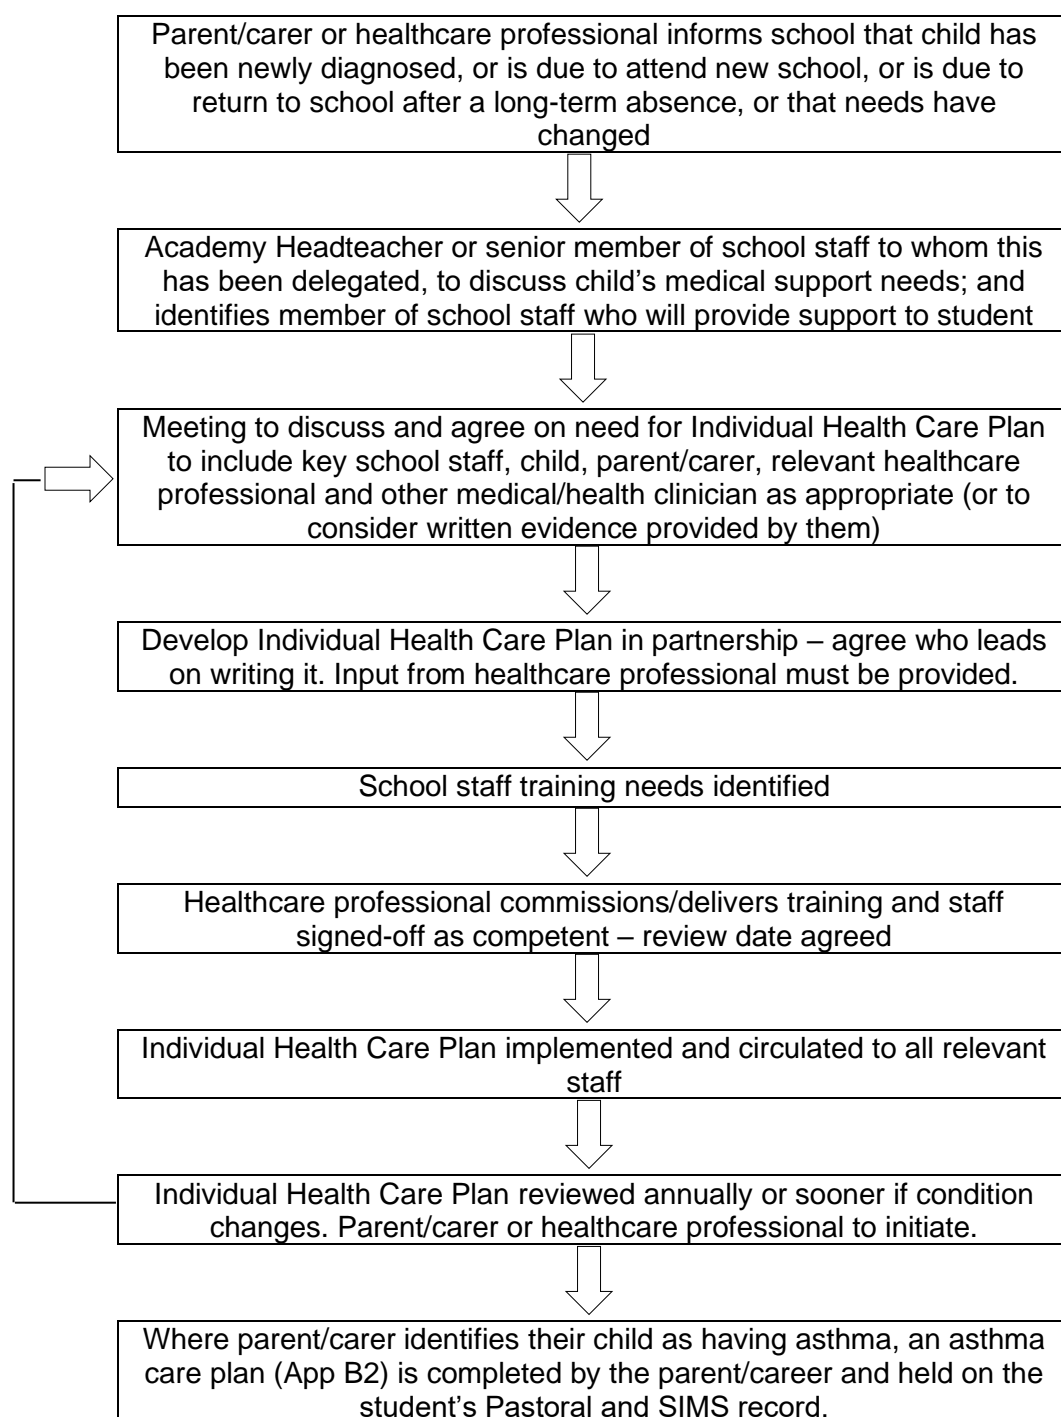 Parent/carer or healthcare professional informs school that child has
been newly diagnosed, or is due to attend new school, or is due to
return to school after a long-term absence, or that needs have
changed
Academy Headteacher or senior member of school staff to whom this
has been delegated, to discuss child's medical support needs; and
identifies member of school staff who will provide support to student
Meeting to discuss and agree on need for Individual Health Care Plan
to include key school staff, child, parent/carer, relevant healthcare
professional and other medical/health clinician as appropriate (or to
consider written evidence provided by them)
Develop Individual Health Care Plan in partnership – agree who leads
on writing it. Input from healthcare professional must be provided.
School staff training needs identified
Healthcare professional commissions/delivers training and staff
signed-off as competent – review date agreed
Individual Health Care Plan implemented and circulated to all relevant
staff
Individual Health Care Plan reviewed annually or sooner if condition
changes. Parent/carer or healthcare professional to initiate.
Where parent/carer identifies their child as having asthma, an asthma
care plan (App B2) is completed by the parent/career and held on the
student's Pastoral and SIMS record.